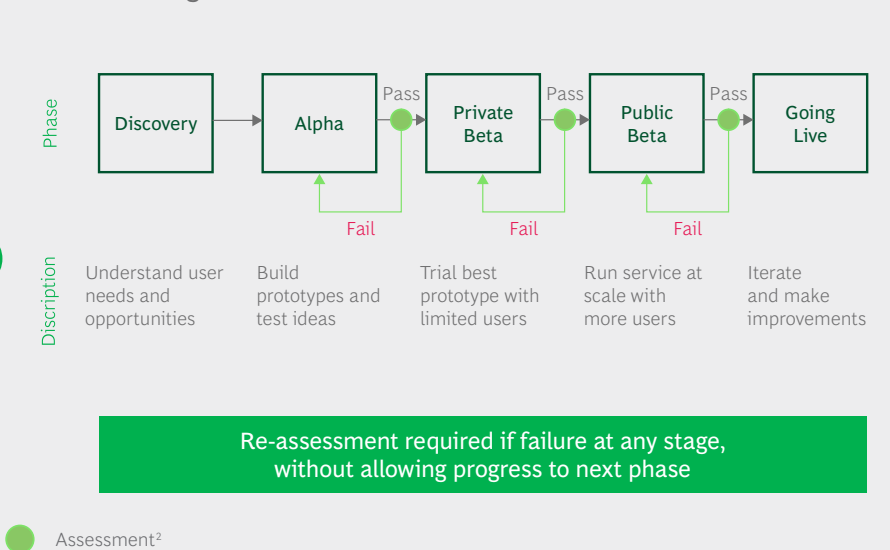 Phase
Discovery
Alpha
Pass
Private
Beta
Pass
Public
Beta
Pass
Going
Live
Fail
Fail
Fail
Discription
Understand user
needs and
opportunities
Build
prototypes and
test ideas
Trial best
prototype with
limited users
Run service at
scale with
more users
Iterate
and make
improvements
Re-assessment required if failure at any stage,
without allowing progress to next phase
Assessment²